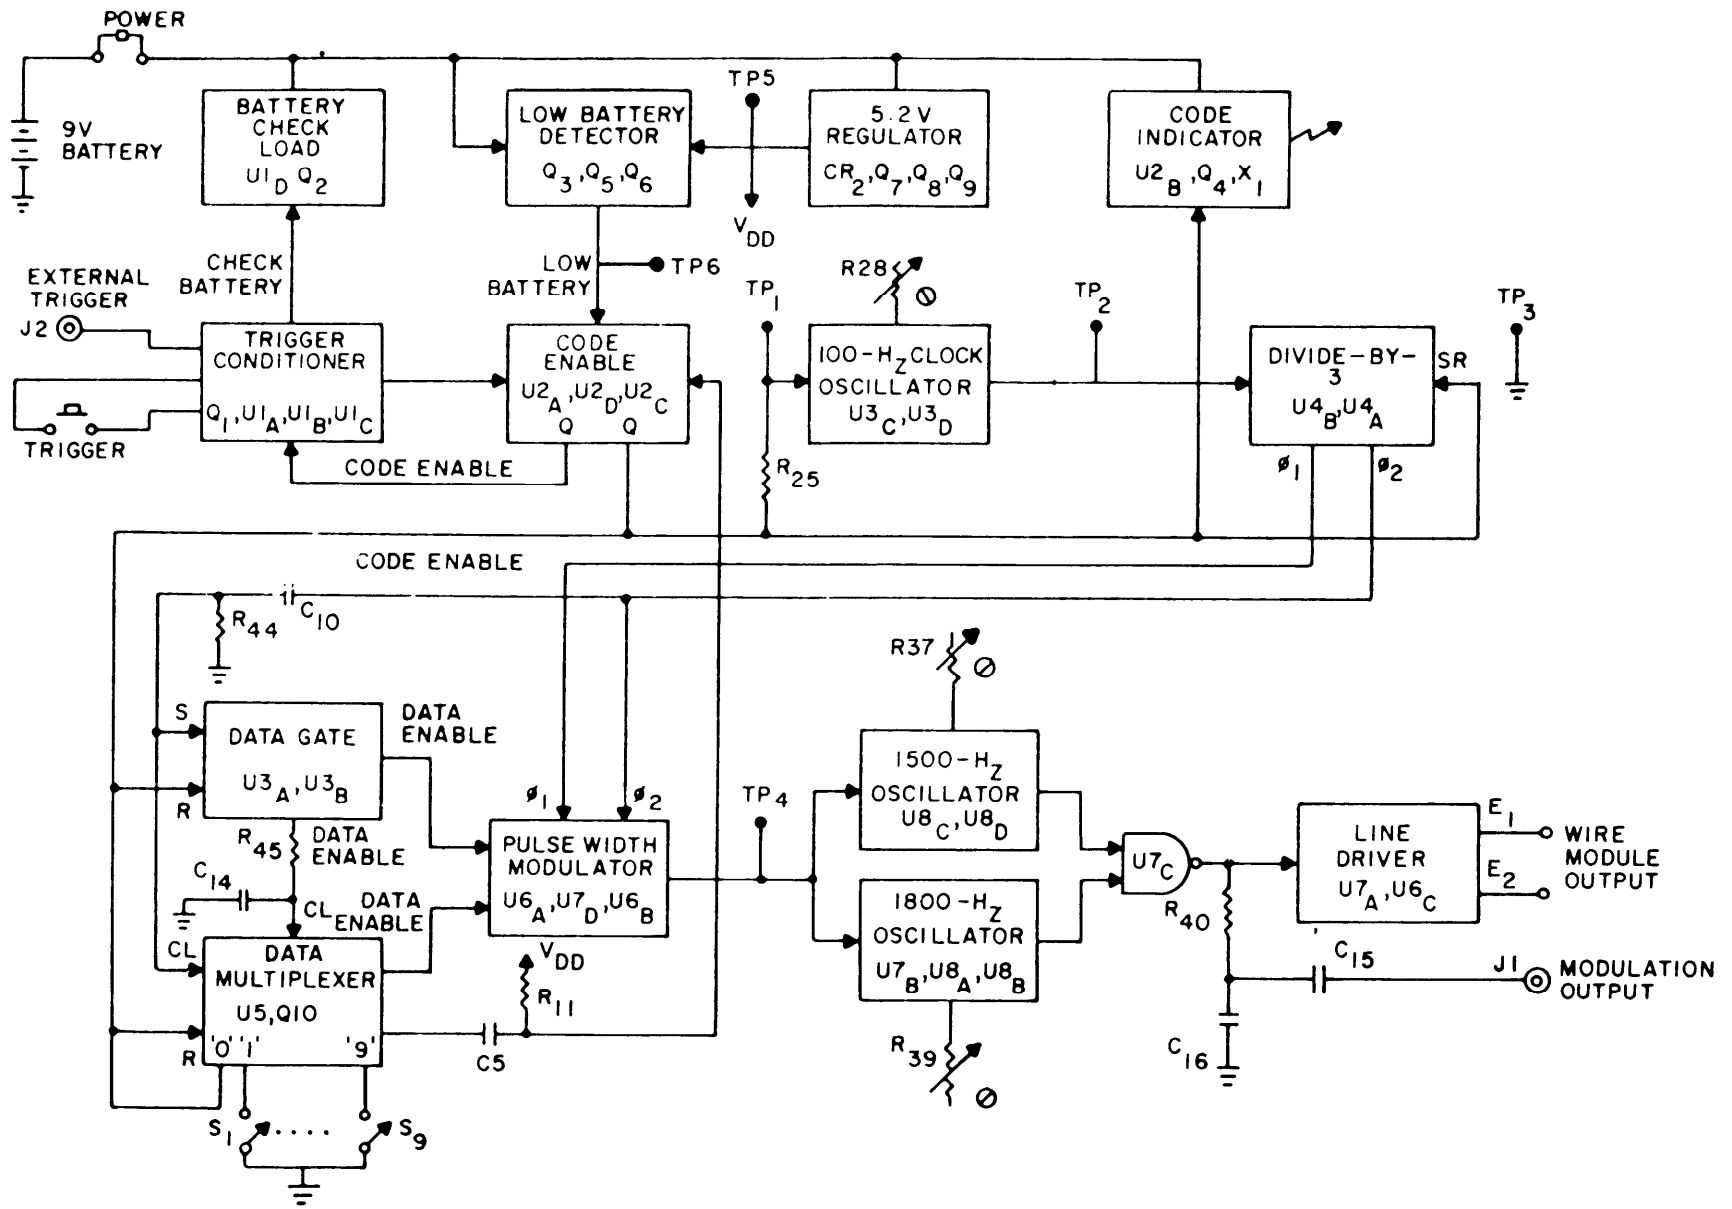 POWER
9V
BATTERY
BATTERY
CHECK
LOAD
U1D Q2
LOW BATTERY
DETECTOR
Q3,Q5,Q6
TP5
VDD
5.2V
REGULATOR
CR2,Q7,Q8,Q9
CODE
INDICATOR
U2B,Q4,X1
EXTERNAL
TRIGGER
J2
CHECK
BATTERY
LOW
BATTERY
TP6
TP1
R28
TP2
TP3
TRIGGER
CONDITIONER
Q1,U1A,U1B,U1C
TRIGGER
CODE
ENABLE
U2A,U2D,U2C
Q Q
CODE ENABLE
100-HZ CLOCK
OSCILLATOR
U3C,U3D
R25
DIVIDE-BY-
3
U4B,U4A
SR
ø1 ø2
CODE ENABLE
R44
C10
S
DATA GATE
U3A,U3B
R
DATA
ENABLE
R45
DATA
ENABLE
C14
CL
DATA
ENABLE
CL
DATA
MULTIPLEXER
U5,Q10
R
'0' '1' '9'
S1 .... S9
C5
R11
VDD
ø1 ø2
PULSE WIDTH
MODULATOR
U6A,U7D,U6B
TP4
R37
1500-HZ
OSCILLATOR
U8C,U8D
1800-HZ
OSCILLATOR
U7B,U8A,U8B
R39
U7C
R40
C16
C15
LINE
DRIVER
U7A,U6C
E1
E2
WIRE
MODULE
OUTPUT
J1
MODULATION
OUTPUT